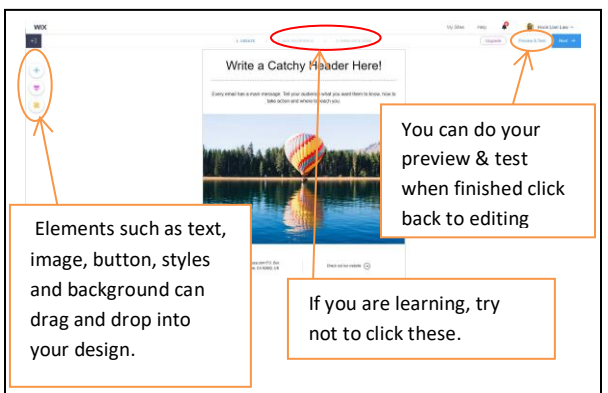 WIX
My Sites Help
1. CREATE
Upgrade Preview & Test Next
Write a Catchy Header Here!
Every email has a main message. Tell your audience what you want them to know, how to
take action and where to reach you.
You can do your
preview & test
when finished click
back to editing
Elements such as text,
image, button, styles
and background can
drag and drop into
your design.
Check out our website
If you are learning, try
not to click these.